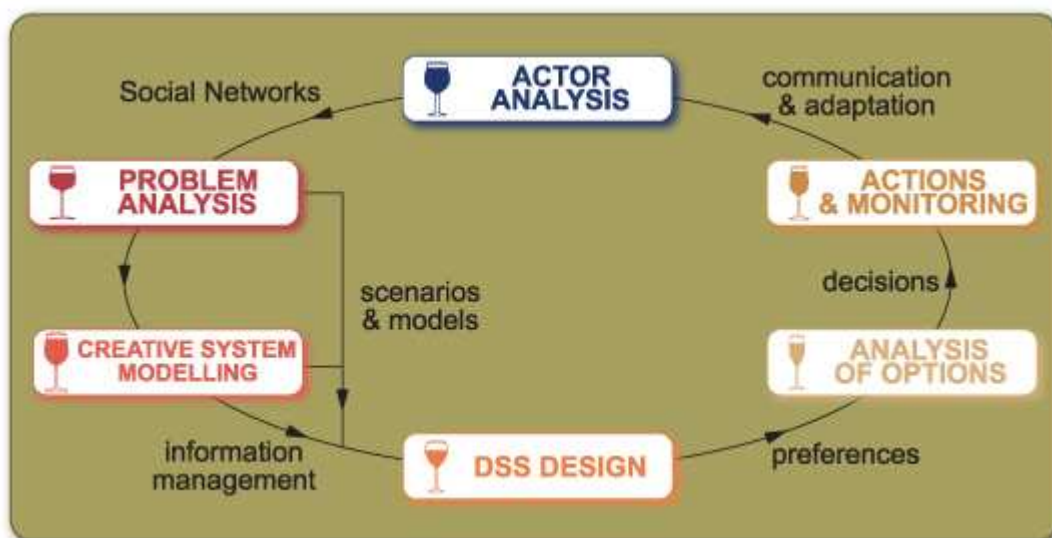 ACTOR
ANALYSIS
Social Networks
communication
& adaptation
PROBLEM
ANALYSIS
ACTIONS
& MONITORING
scenarios
& models
decisions
CREATIVE SYSTEM
MODELLING
ANALYSIS
OF OPTIONS
information
management
DSS DESIGN
preferences